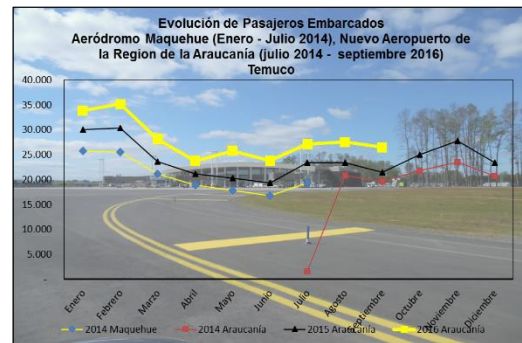 Evolución de Pasajeros Embarcados
Aeródromo Maquehue (Enero - Julio 2014), Nuevo Aeropuerto de
la Region de la Araucanía (julio 2014 - septiembre 2016)
Temuco
40.000
35.000
30.000
25.000
20.000
15.000
10.000
5.000
-
Enero
Febrero
Marzo
Abril
Mayo
Junio
Julio
Agosto
Septiembre
Octubre
Noviembre
Diciembre
2014 Maquehue
2014 Araucanía
2015 Araucanía
2016 Araucanía